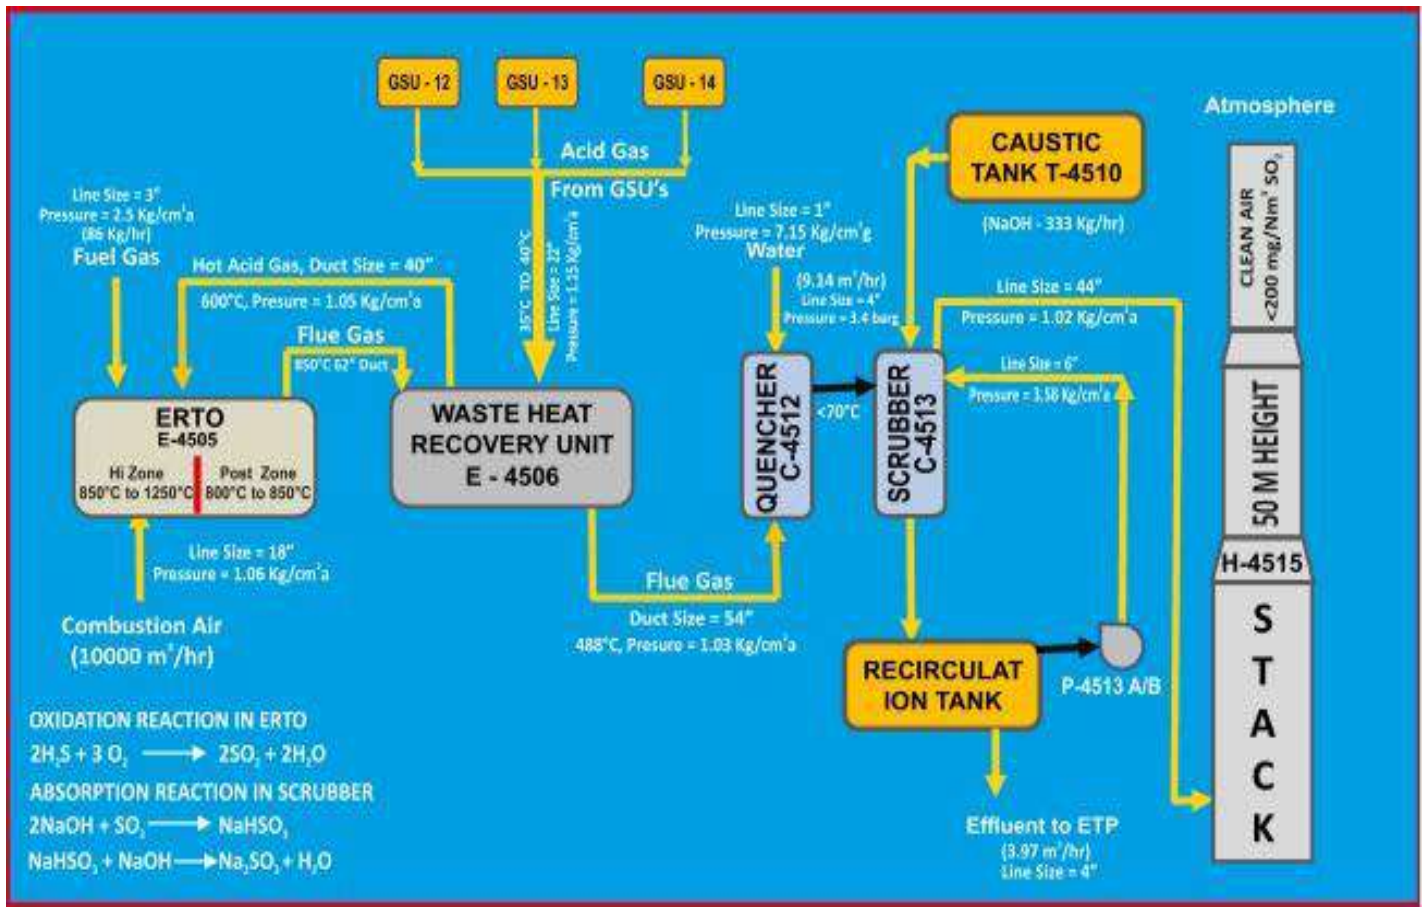 GSU - 12
GSU - 13
GSU - 14
Acid Gas
From GSU's
35°C TO 40°C
Line Size = 22"
Pressure = 1.15 Kg/cm²a
Line Size = 3"
Pressure = 2.5 Kg/cm²a
(86 Kg/hr)
Fuel Gas
Hot Acid Gas, Duct Size = 40"
600°C, Presure = 1.05 Kg/cm²a
Flue Gas
850°C 62" Duct
ERTO
E-4505
Hi Zone
850°C to 1250°C
Post Zone
800°C to 850°C
Line Size = 18"
Pressure = 1.06 Kg/cm²a
Combustion Air
(10000 m³/hr)
WASTE HEAT
RECOVERY UNIT
E - 4506
Flue Gas
Duct Size = 54"
488°C, Presure = 1.03 Kg/cm²a
Line Size = 1"
Pressure = 7.15 Kg/cm²g
Water
(9.14 m³/hr)
Line Size = 4"
Pressure = 3.4 barg
QUENCHER
C-4512
<70°C
SCRUBBER
C-4513
CAUSTIC
TANK T-4510
(NaOH - 333 Kg/hr)
Line Size = 44"
Pressure = 1.02 Kg/cm²a
Line Size = 6"
Pressure = 3.58 Kg/cm²a
RECIRCULAT
ION TANK
P-4513 A/B
Effluent to ETP
(3.97 m³/hr)
Line Size = 4"
Atmosphere
CLEAN AIR
<200 mg/Nm³ SO₂
50 M HEIGHT
H-4515
S
T
A
C
K
OXIDATION REACTION IN ERTO
2H₂S + 3 O₂ → 2SO₂ + 2H₂O
ABSORPTION REACTION IN SCRUBBER
2NaOH + SO₂ → NaHSO₃
NaHSO₃ + NaOH → Na₂SO₃ + H₂O